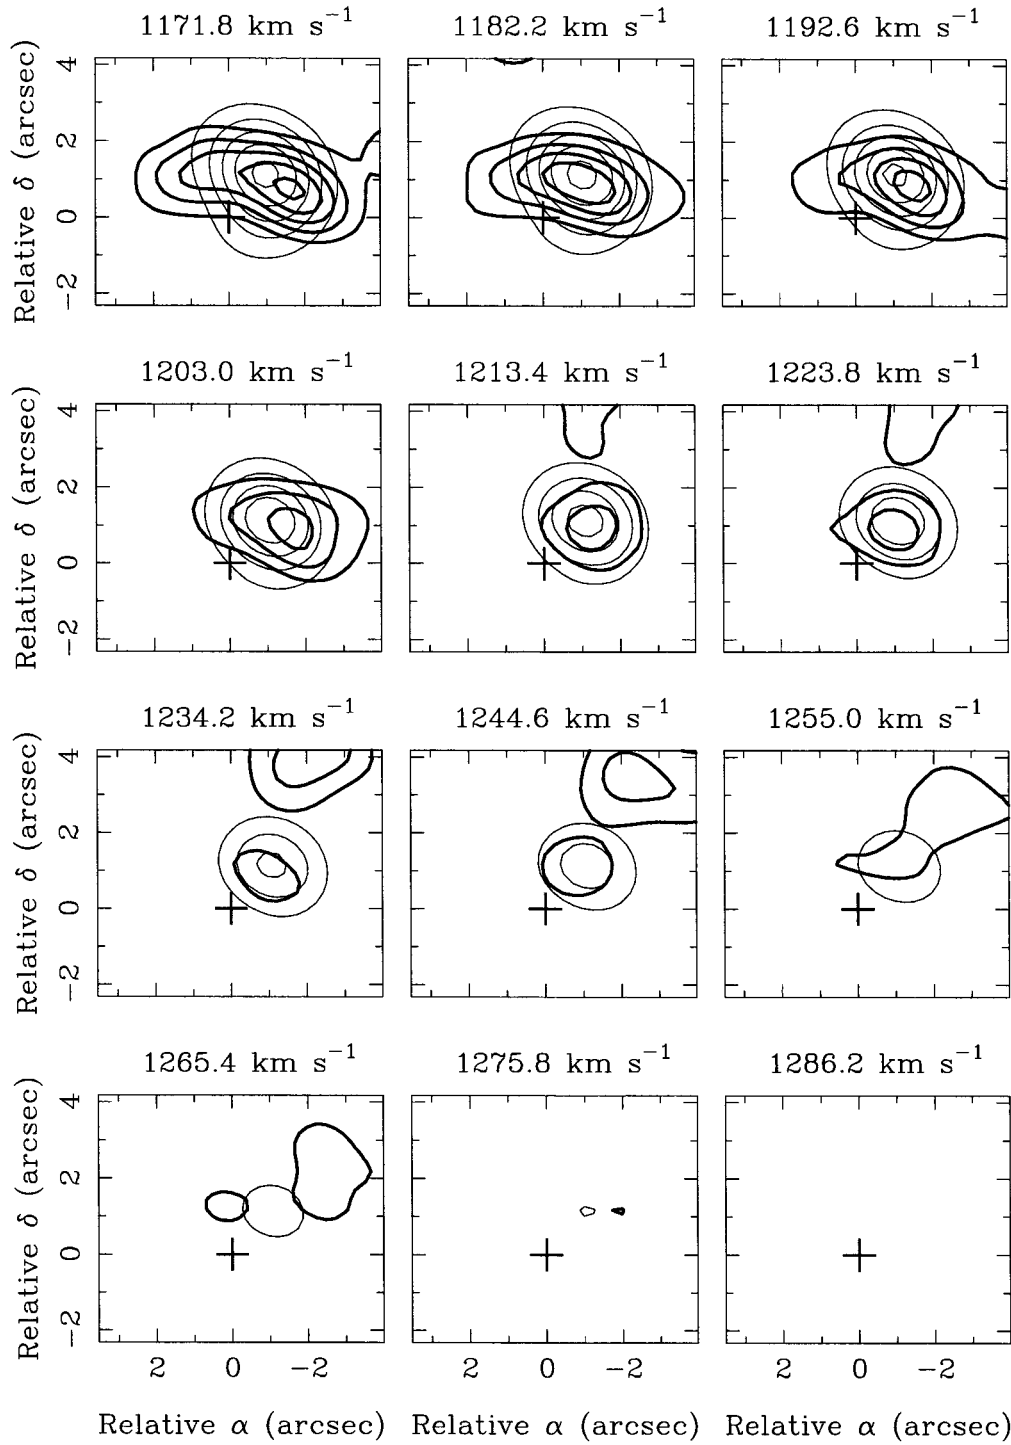 1171.8 km s⁻¹ 1182.2 km s⁻¹ 1192.6 km s⁻¹
Relative δ (arcsec)
4
2
0
−2
1203.0 km s⁻¹ 1213.4 km s⁻¹ 1223.8 km s⁻¹
Relative δ (arcsec)
4
2
0
−2
1234.2 km s⁻¹ 1244.6 km s⁻¹ 1255.0 km s⁻¹
Relative δ (arcsec)
4
2
0
−2
1265.4 km s⁻¹ 1275.8 km s⁻¹ 1286.2 km s⁻¹
Relative δ (arcsec)
4
2
0
−2
2 0 −2 2 0 −2 2 0 −2
Relative α (arcsec) Relative α (arcsec) Relative α (arcsec)